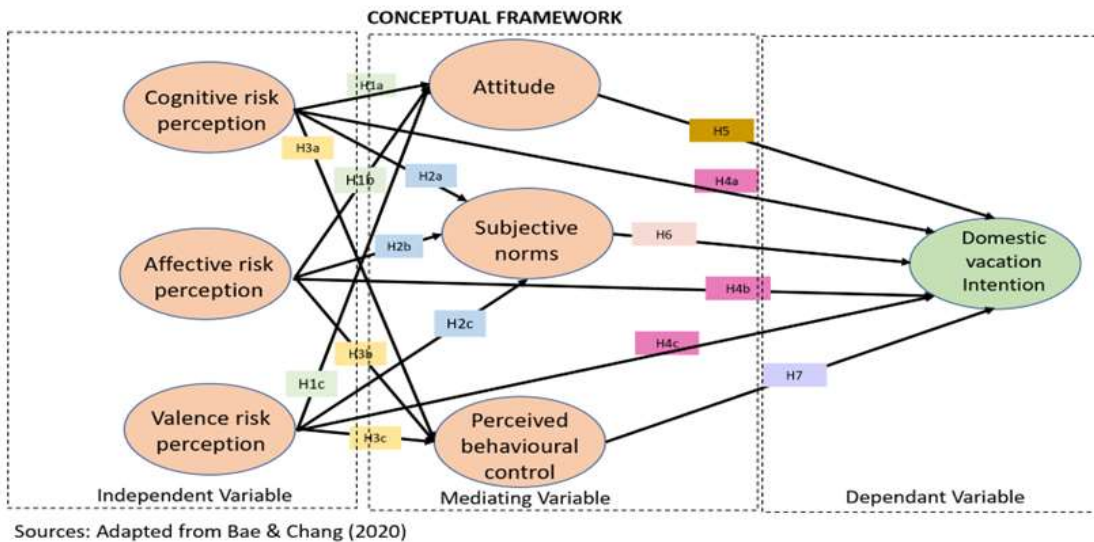 CONCEPTUAL FRAMEWORK
Cognitive risk
perception
Affective risk
perception
Valence risk
perception
Independent Variable
H1a
H3a
H1b
H2a
H2b
H2c
H3b
H1c
H3c
Attitude
Subjective
norms
Perceived
behavioural
control
Mediating Variable
H5
H4a
H6
H4b
H4c
H7
Domestic
vacation
Intention
Dependant Variable
Sources: Adapted from Bae & Chang (2020)